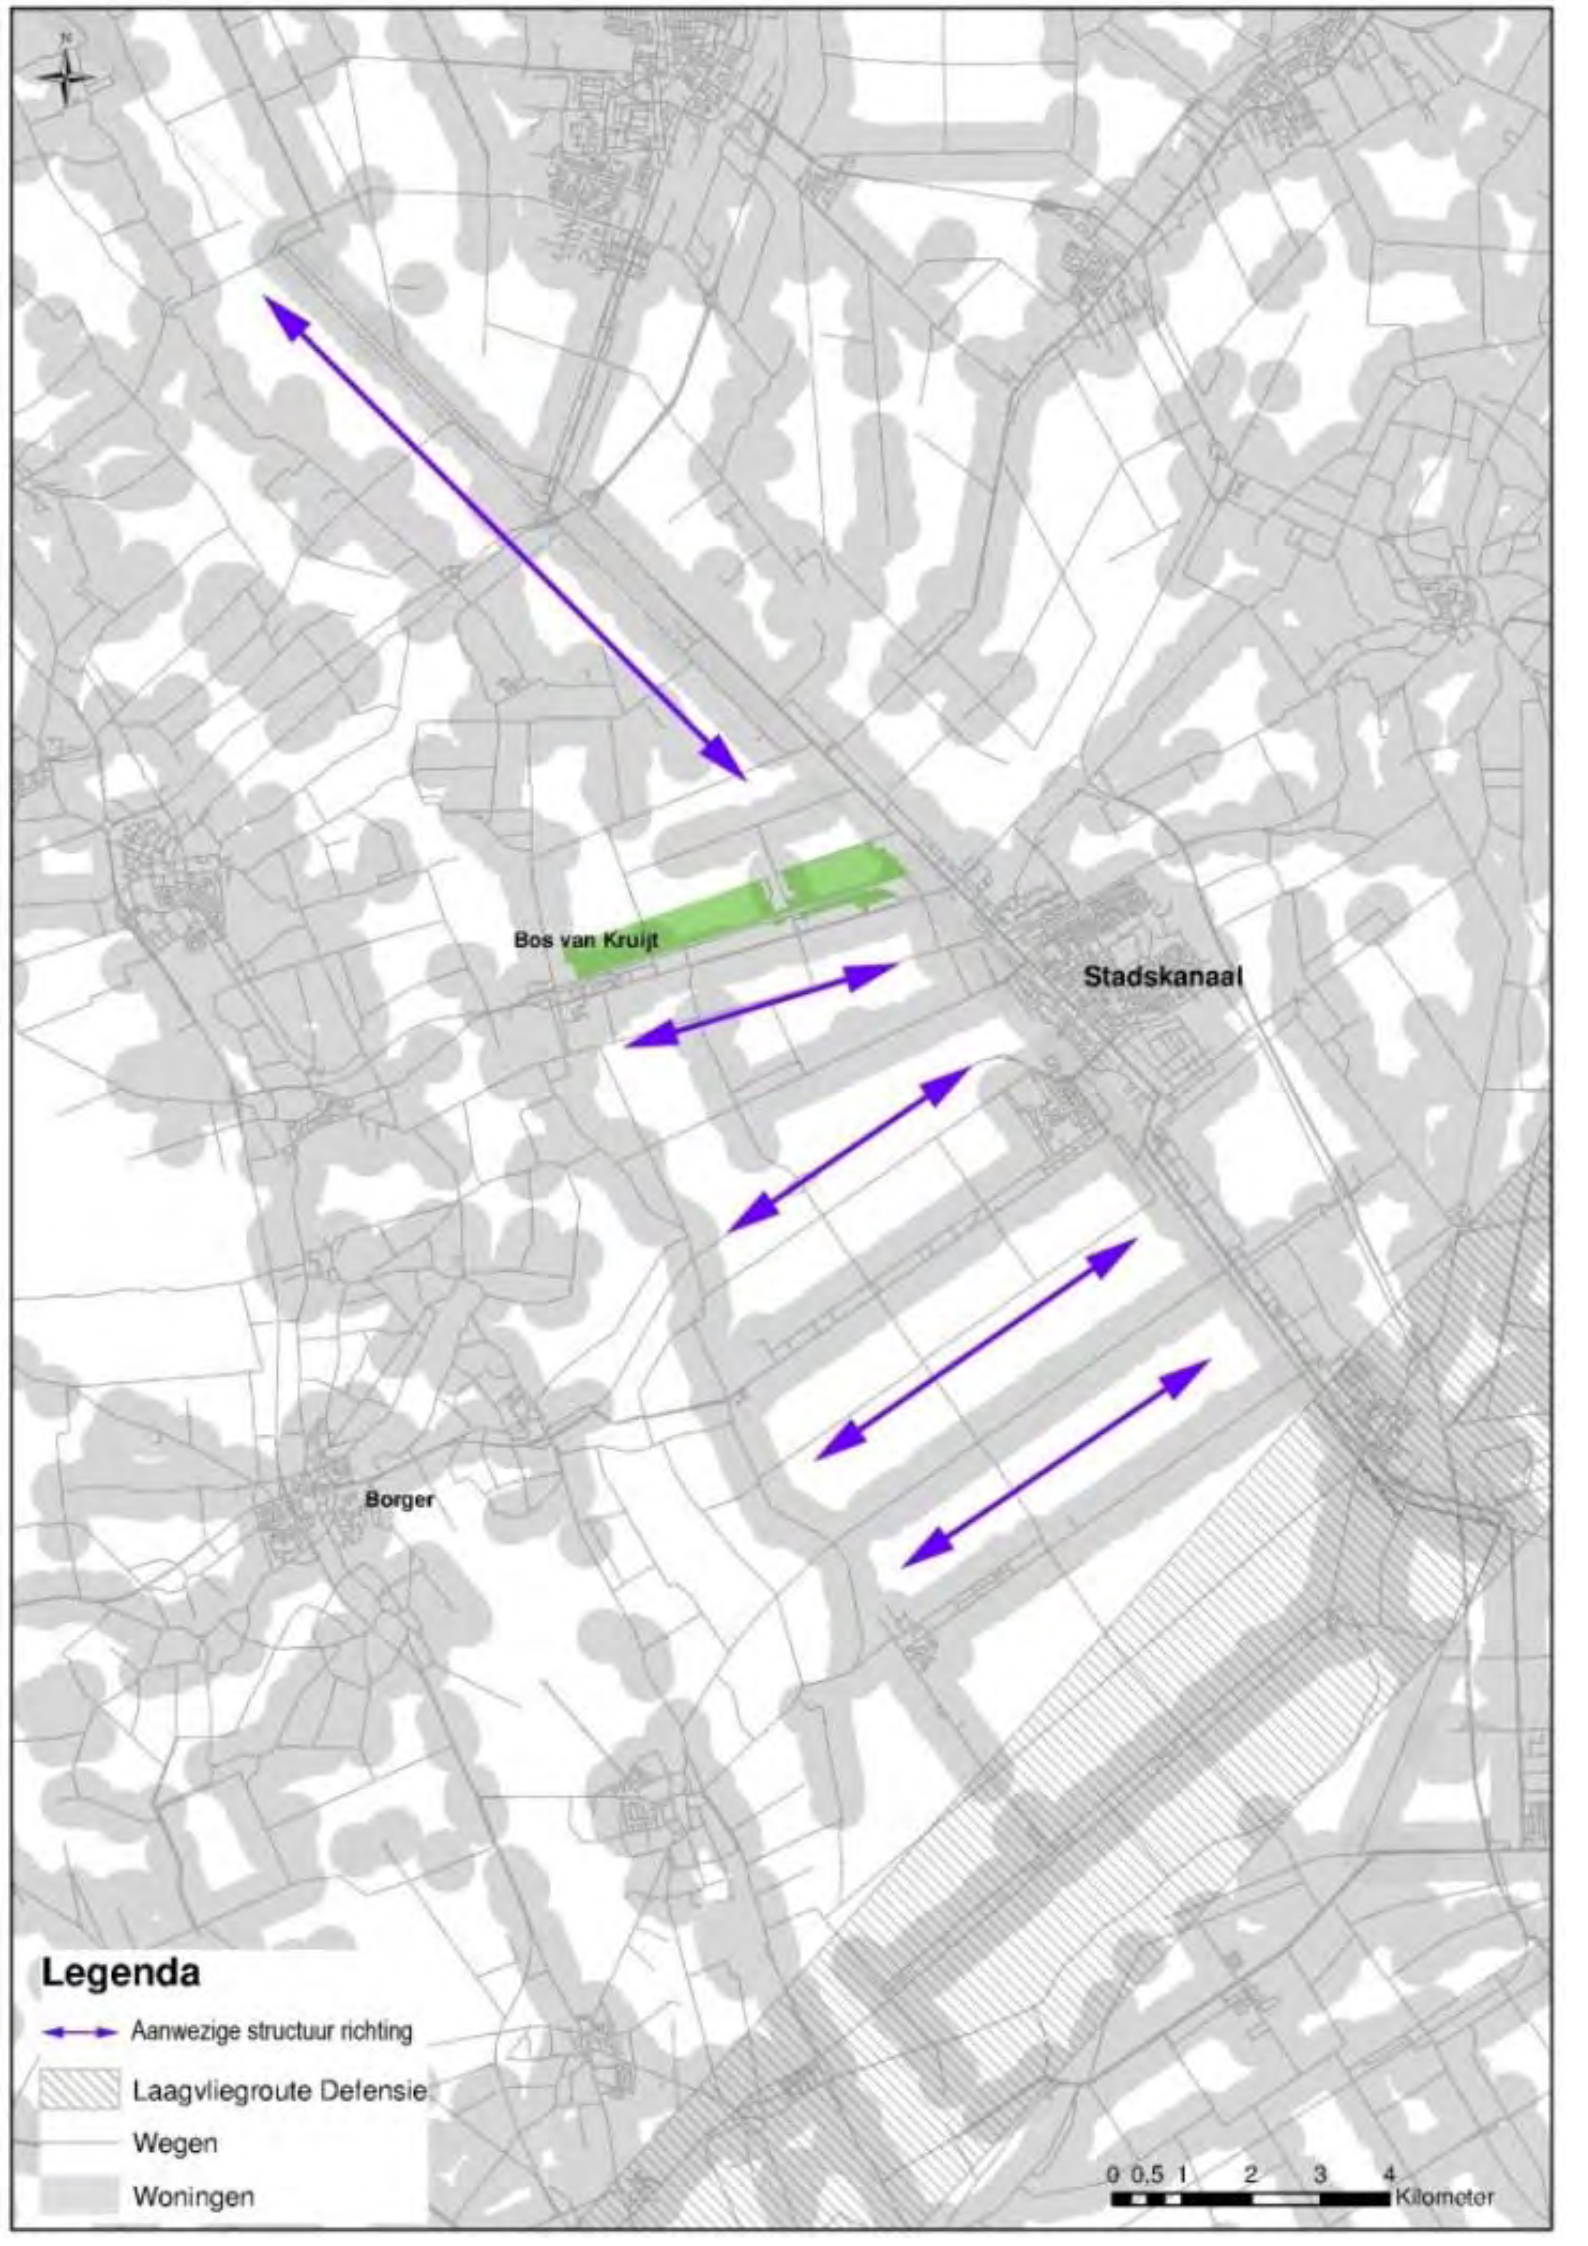 N
Bos van Kruijt
Stadskanaal
Borger
Legenda
Aanwezige structuur richting
Laagvliegroute Defensie
Wegen
Woningen
0 0,5 1 2 3 4
Kilometer